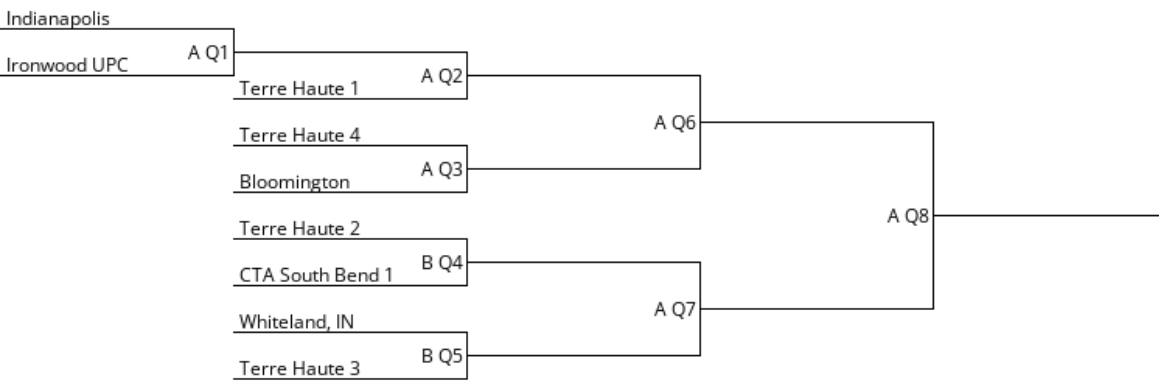 Indianapolis
A Q1
Ironwood UPC
A Q2
Terre Haute 1
A Q6
Terre Haute 4
A Q3
Bloomington
A Q8
Terre Haute 2
B Q4
CTA South Bend 1
A Q7
Whiteland, IN
B Q5
Terre Haute 3